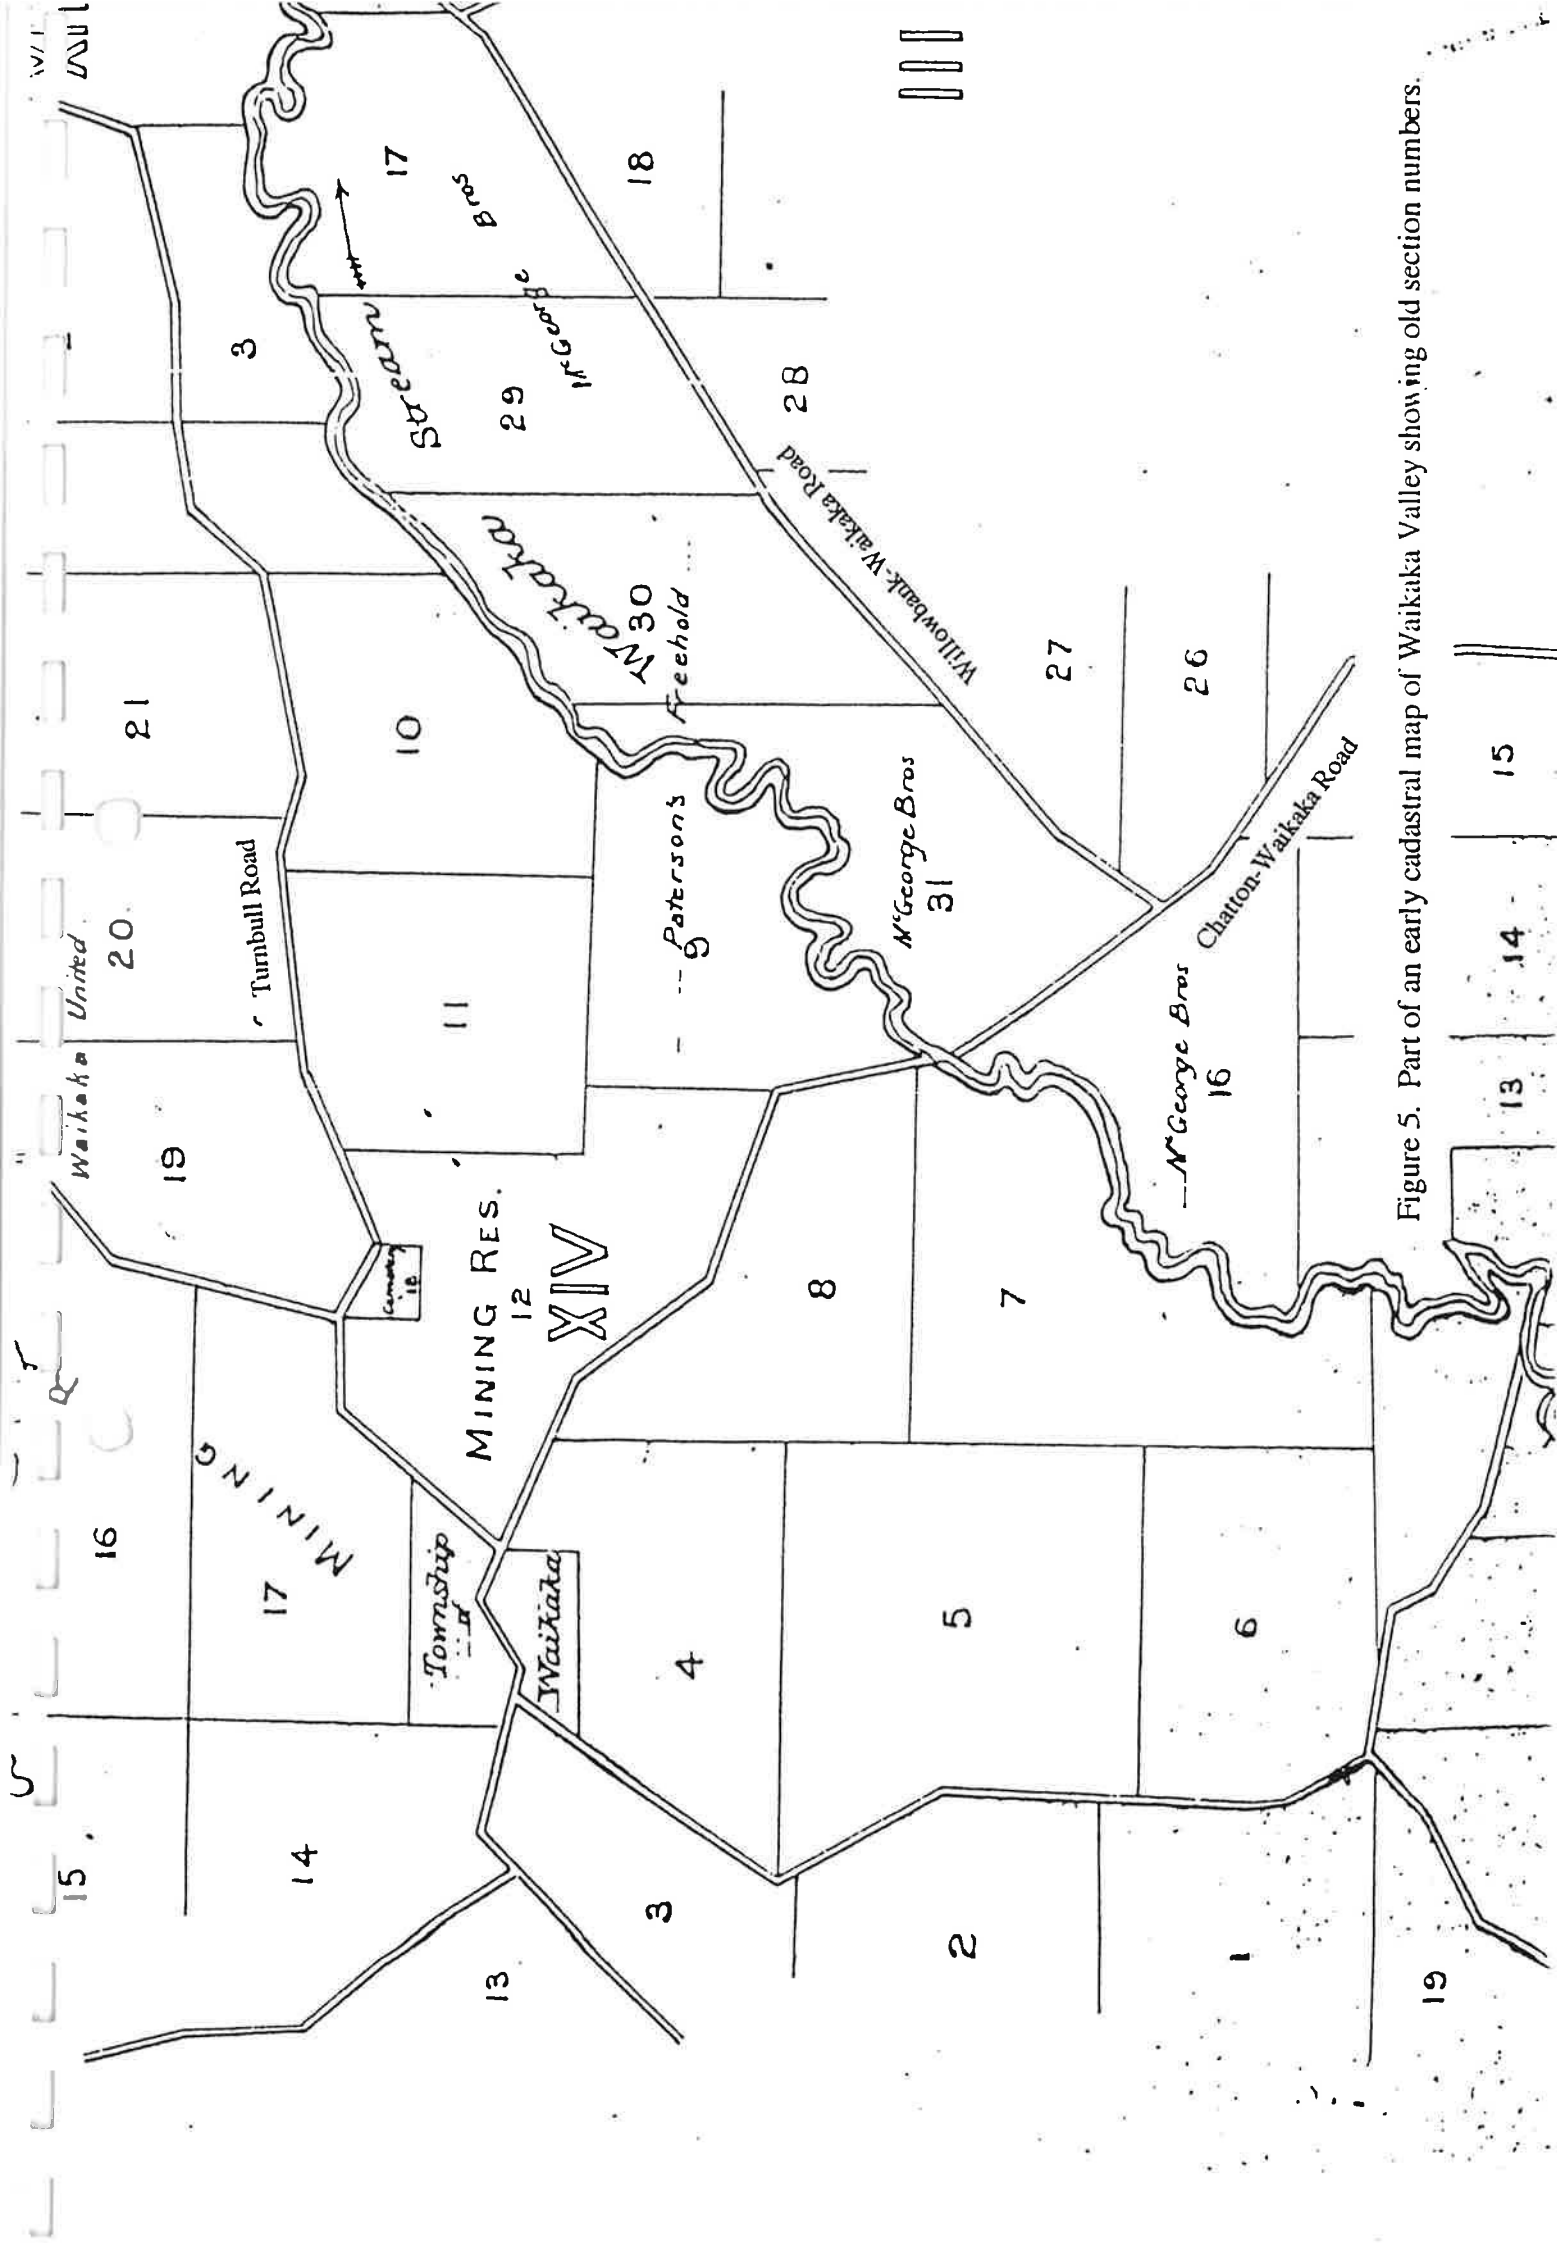 Waikaka United
15
16
19
20
21
3
Turnbull Road
MINING
17
14
Cemetery
18
11
10
Stream
17
Township
of
Waikaka
MINING RES.
12
XIV
Waikaka
29
McGeorge Bros
13
3
4
8
--- Paterson's Freehold ...
9
30
18
2
5
7
McGeorge Bros
31
Willowbank-Waikaka Road
28
III
1
6
McGeorge Bros
16
Chatton-Waikaka Road
27
26
19
13
14
15
Figure 5. Part of an early cadastral map of Waikaka Valley showing old section numbers.